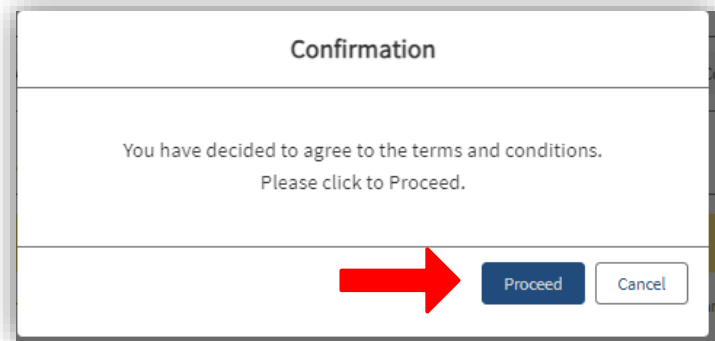 Confirmation
You have decided to agree to the terms and conditions.
Please click to Proceed.
Proceed Cancel